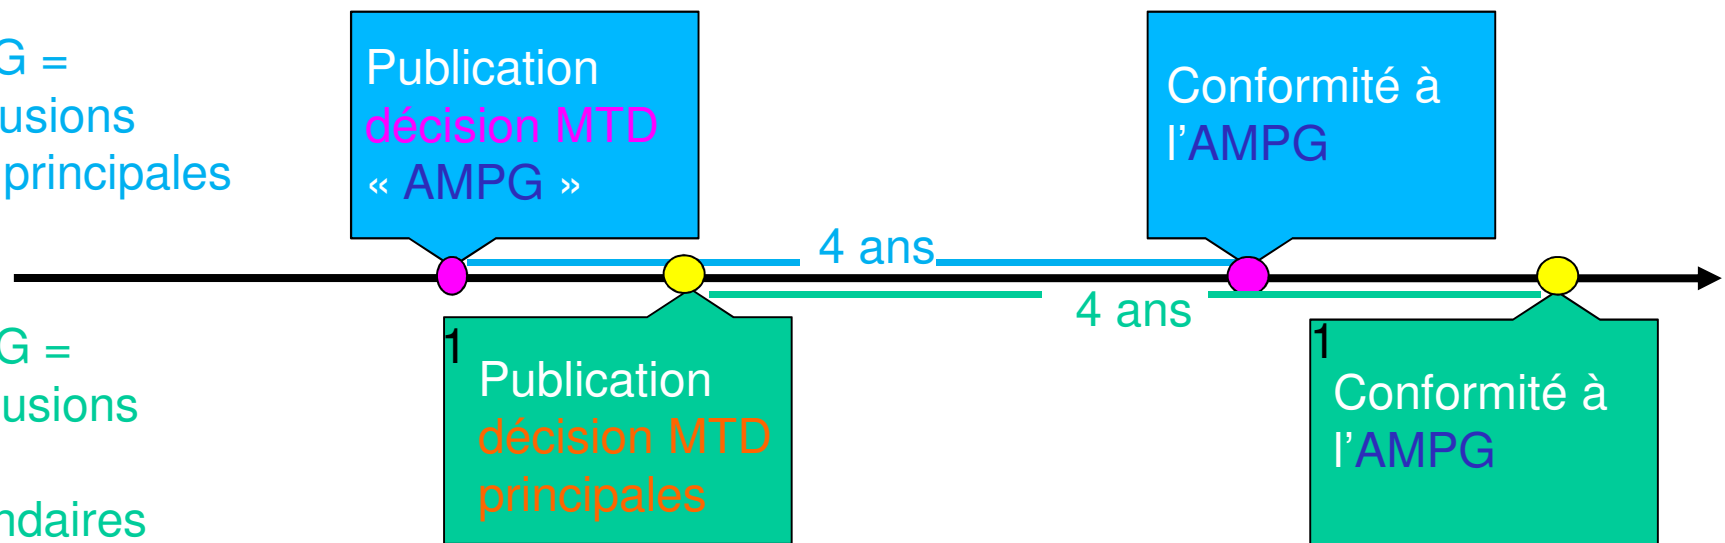 G =
usions
principales
Publication
décision MTD
« AMPG »
Conformité à
l’AMPG
4 ans
4 ans
G =
usions
ndaires
1
Publication
décision MTD
principales
1
Conformité à
l’AMPG